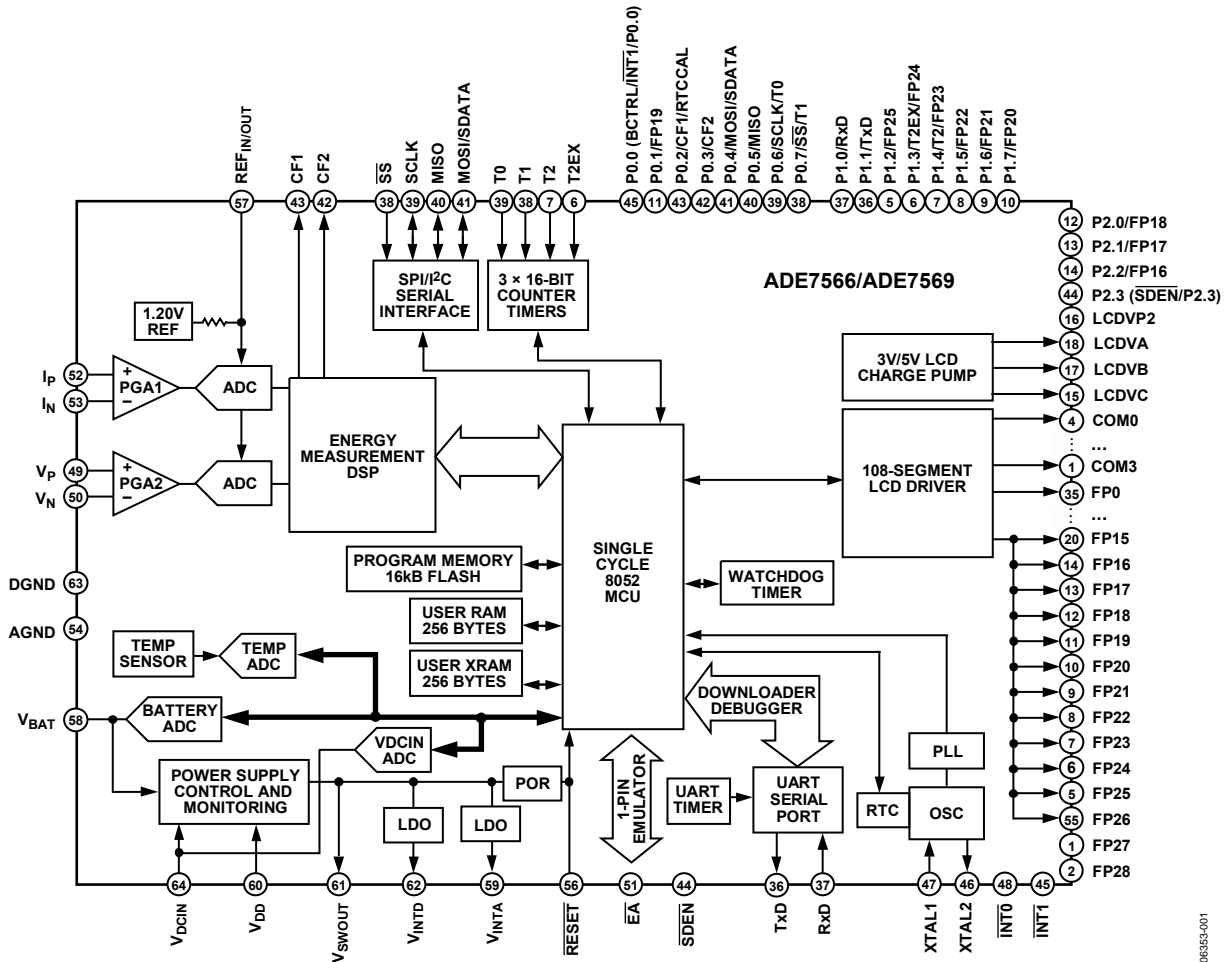 P0.0 (BCTRL/INT1/P0.0)
P0.1/FP19
P0.2/CF1/RTCCAL
P0.3/CF2
P0.4/MOSI/SDATA
P0.5/MISO
P0.6/SCLK/T0
P0.7/SS/T1
P1.0/RxD
P1.1/TxD
P1.2/FP25
P1.3/T2EX/FP24
P1.4/T2/FP23
P1.5/FP22
P1.6/FP21
P1.7/FP20
REFIN/OUT
CF1
CF2
SS
SCLK
MISO
MOSI/SDATA
T0
T1
T2
T2EX
57
43
42
38
39
40
41
39
38
7
6
45
11
43
42
41
40
39
38
37
36
5
6
7
8
9
10
12 P2.0/FP18
13 P2.1/FP17
14 P2.2/FP16
44 P2.3 (SDEN/P2.3)
16 LCDVP2
18 LCDVA
17 LCDVB
15 LCDVC
4 COM0
...
1 COM3
35 FP0
...
20 FP15
14 FP16
13 FP17
12 FP18
11 FP19
10 FP20
9 FP21
8 FP22
7 FP23
6 FP24
5 FP25
55 FP26
1 FP27
2 FP28
ADE7566/ADE7569
SPI/I2C
SERIAL
INTERFACE
3 × 16-BIT
COUNTER
TIMERS
1.20V
REF
3V/5V LCD
CHARGE PUMP
IP 52
IN 53
+
PGA1
−
ADC
VP 49
VN 50
+
PGA2
−
ADC
ENERGY
MEASUREMENT
DSP
108-SEGMENT
LCD DRIVER
SINGLE
CYCLE
8052
MCU
PROGRAM MEMORY
16kB FLASH
WATCHDOG
TIMER
DGND 63
AGND 54
USER RAM
256 BYTES
USER XRAM
256 BYTES
TEMP
SENSOR
TEMP
ADC
VBAT 58
BATTERY
ADC
VDCIN
ADC
DOWNLOADER
DEBUGGER
POWER SUPPLY
CONTROL AND
MONITORING
POR
LDO
LDO
1-PIN
EMULATOR
UART
TIMER
UART
SERIAL
PORT
PLL
RTC
OSC
64
60
61
62
59
56
51
44
36
37
47
46
48
45
VDCIN
VDD
VSWOUT
VINTD
VINTA
RESET
EA
SDEN
TxD
RxD
XTAL1
XTAL2
INT0
INT1
06353-001